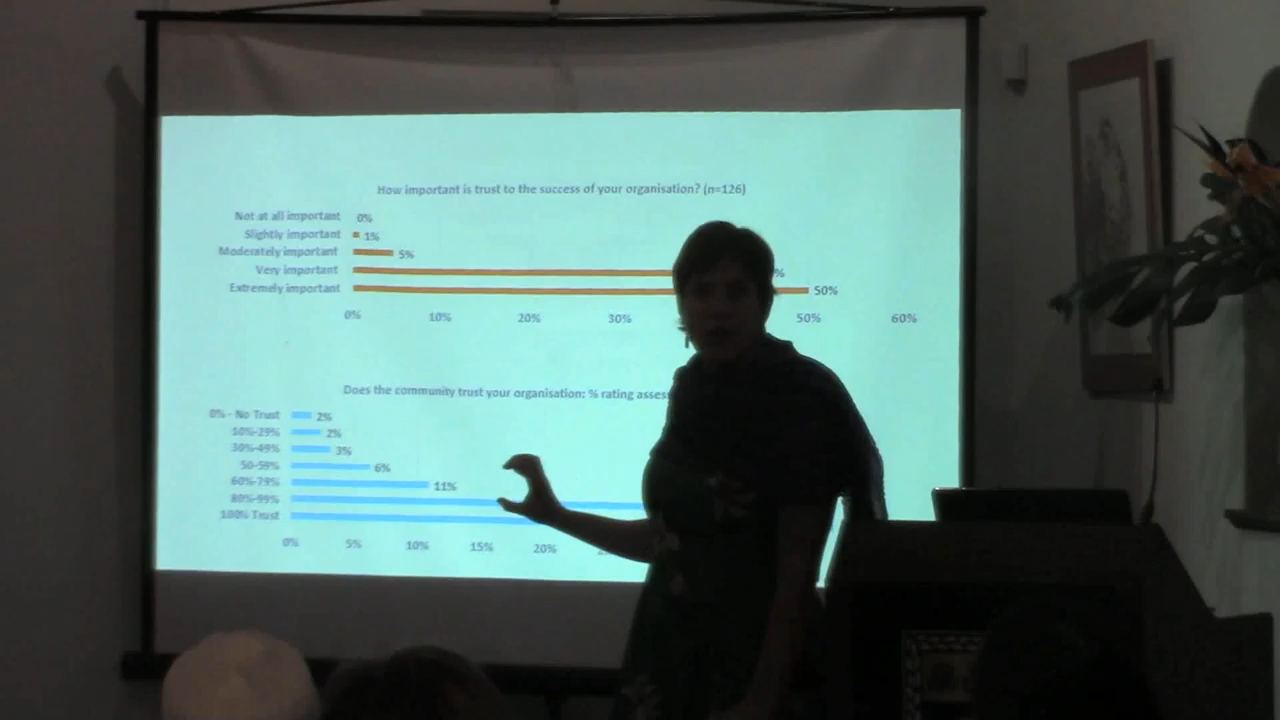 How important is trust to the success of your organisation? (n=126)
Not at all important 0%
Slightly important 1%
Moderately important 5%
Very important %
Extremely important 50%
0% 10% 20% 30% 50% 60%
Does the community trust your organisation: % rating
0% - No Trust 2%
10%-29% 2%
30%-49% 3%
50-59% 6%
60%-79% 11%
80%-99%
100% Trust
0% 5% 10% 15% 20%